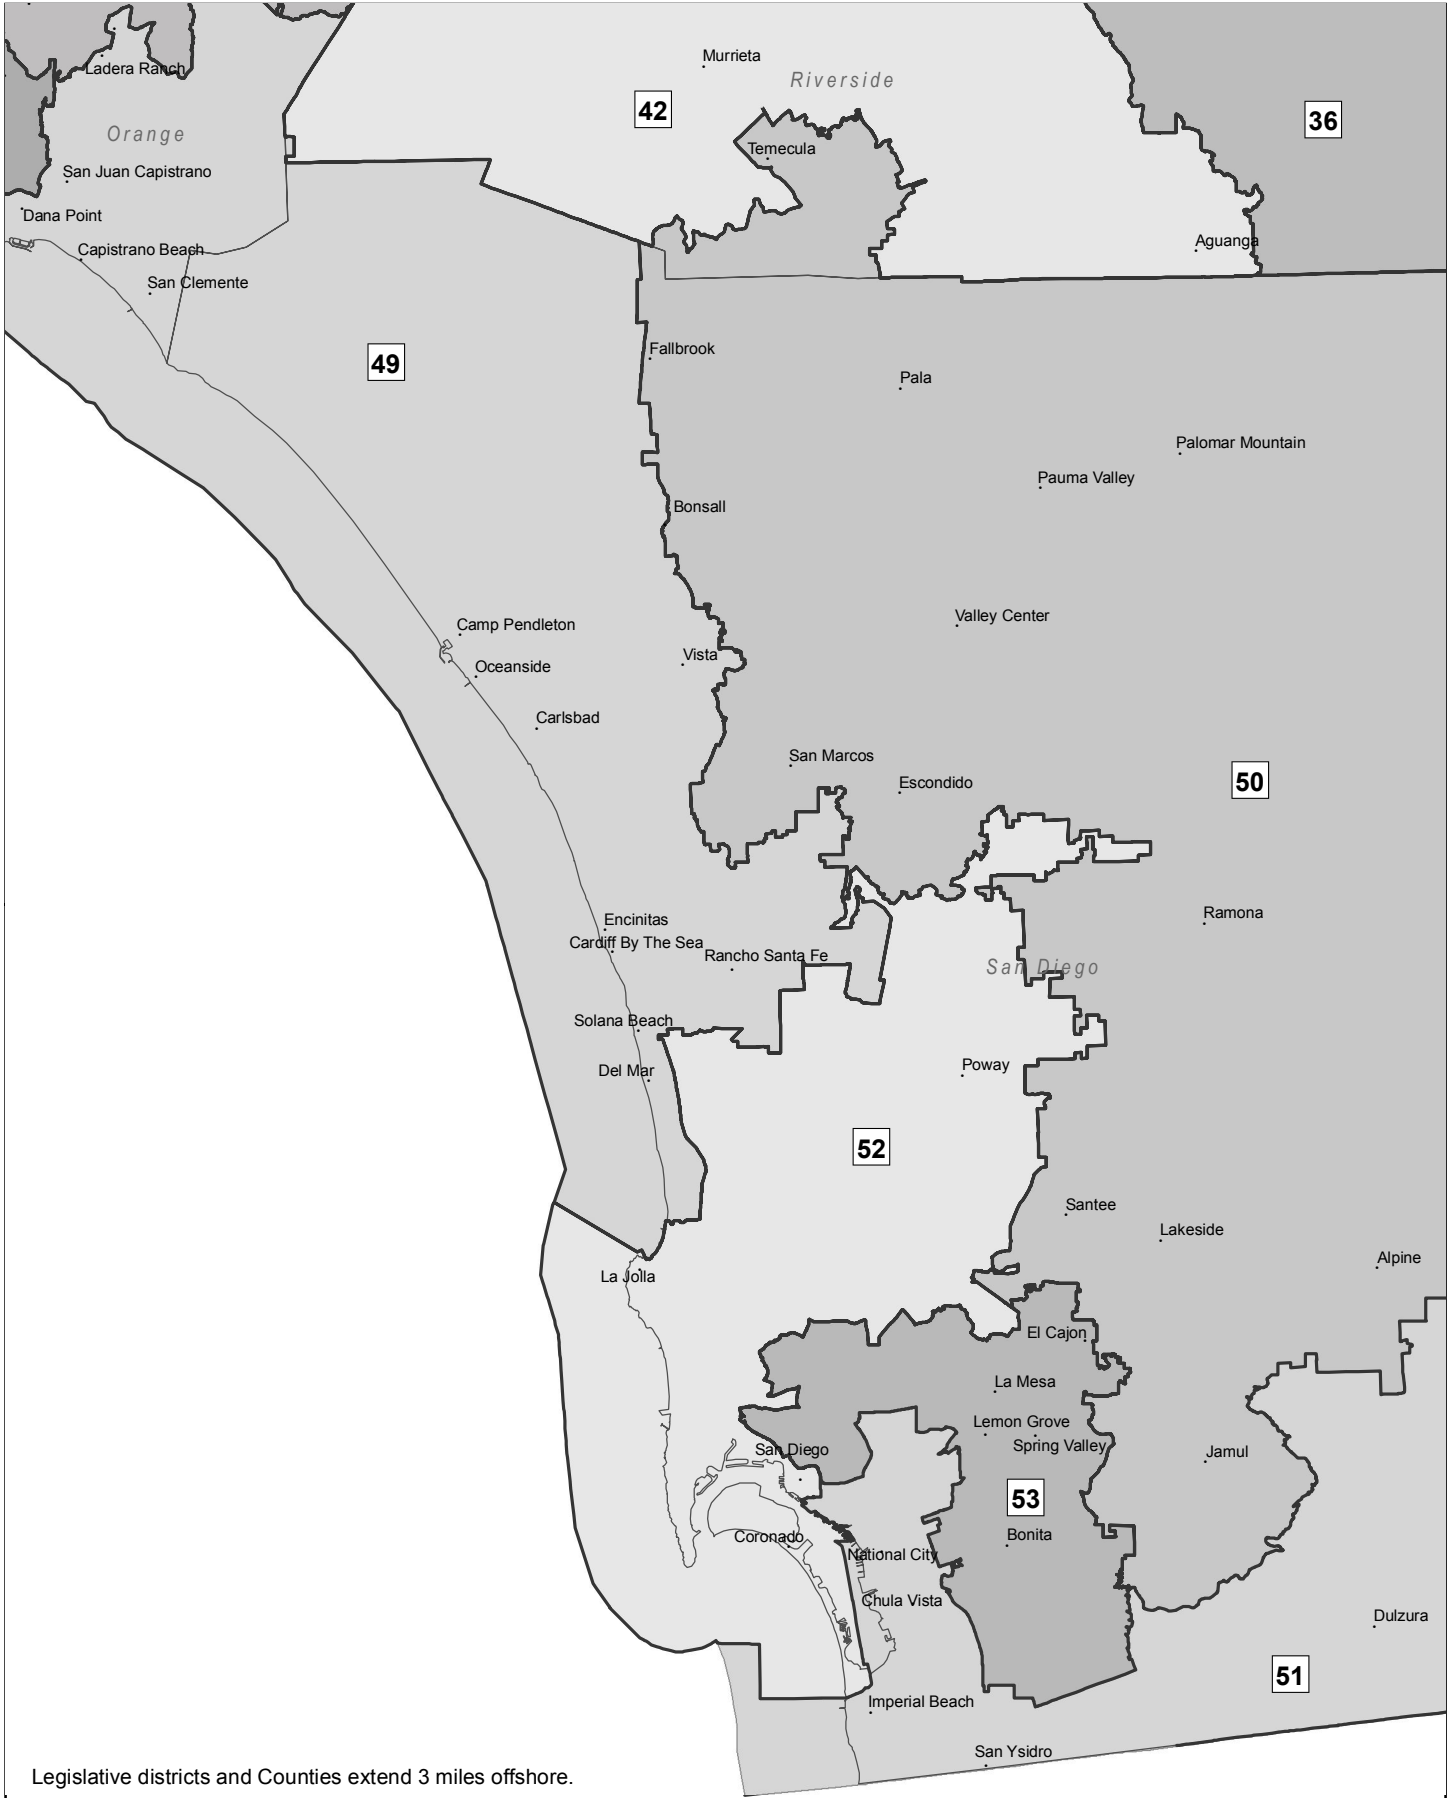 Murrieta
Ladera Ranch
Riverside
42
36
Orange
Temecula
San Juan Capistrano
Dana Point
Aguanga
Capistrano Beach
San Clemente
Fallbrook
49
Pala
Palomar Mountain
Pauma Valley
Bonsall
Valley Center
Camp Pendleton
Vista
Oceanside
Carlsbad
San Marcos
Escondido
50
Ramona
Encinitas
Cardiff By The Sea
Rancho Santa Fe
San Diego
Solana Beach
Del Mar
Poway
52
Santee
Lakeside
Alpine
La Jolla
El Cajon
La Mesa
Lemon Grove
Spring Valley
San Diego
Jamul
53
Coronado
Bonita
National City
Chula Vista
Dulzura
51
Imperial Beach
San Ysidro
Legislative districts and Counties extend 3 miles offshore.